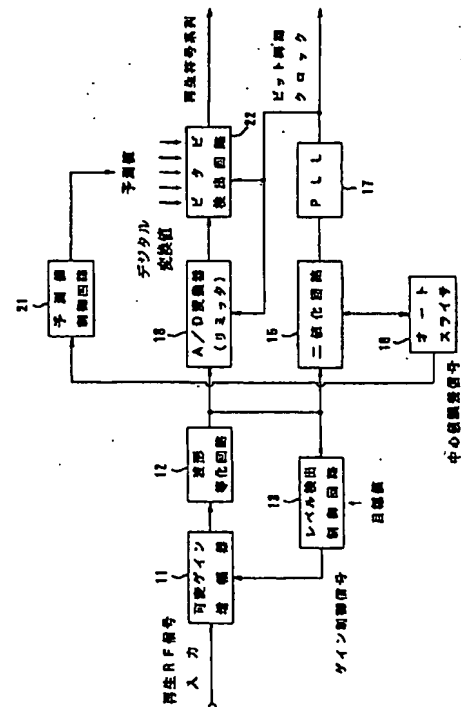 再生RF信号
入力
11
可変ゲイン
増幅器
ゲイン制御信号
12
波形
等化回路
13
レベル検出
制御回路
目標値
21
予測値
制御回路
予測値
デジタル
変換値
18
A/D変換器
(リミッタ)
ビタビ
検出回路
22
再生符号系列
15
二値化回路
PLL
17
ビット同期
クロック
オート
スライサ
16
中心値誤差信号